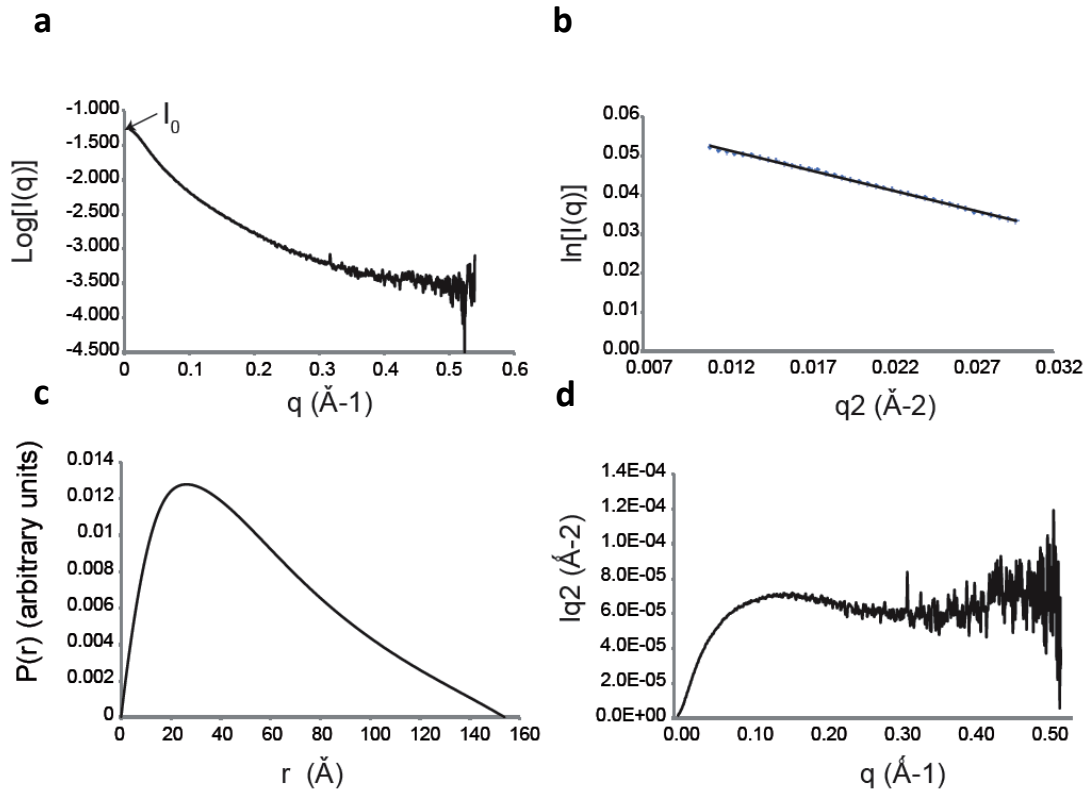 a
-1.000
-1.500
-2.000
-2.500
-3.000
-3.500
-4.000
-4.500
0 0.1 0.2 0.3 0.4 0.5 0.6
Log[I(q)]
q (Ǎ-1)
I0
b
0.06
0.05
0.04
0.03
0.02
0.01
0.00
0.007 0.012 0.017 0.022 0.027 0.032
ln[I(q)]
q2 (Ǎ-2)
c
0.014
0.012
0.01
0.008
0.006
0.004
0.002
0
0 20 40 60 80 100 120 140 160
P(r) (arbitrary units)
r (Ǎ)
d
1.4E-04
1.2E-04
1.0E-04
8.0E-05
6.0E-05
4.0E-05
2.0E-05
0.0E+00
0.00 0.10 0.20 0.30 0.40 0.50
Iq2 (Ǻ-2)
q (Ǻ-1)